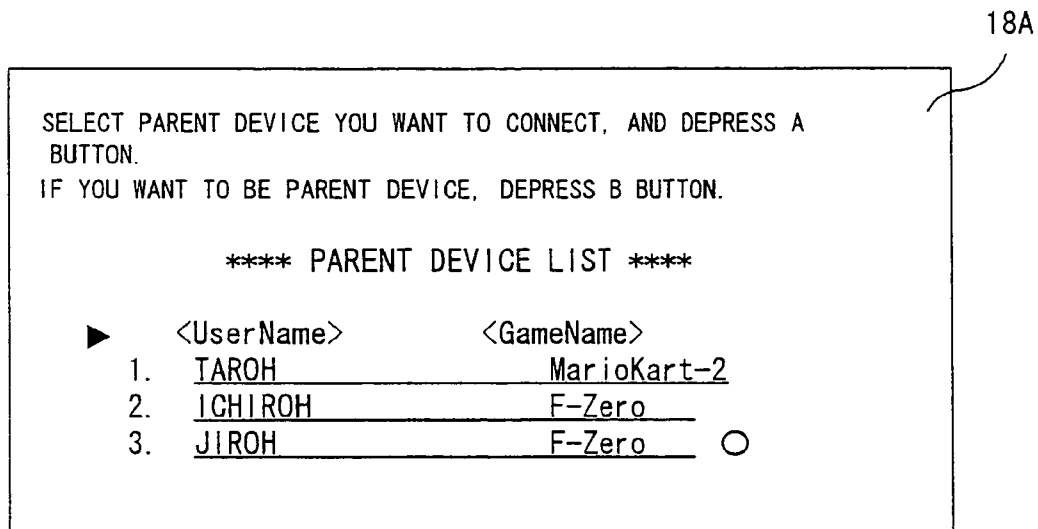 18A
SELECT PARENT DEVICE YOU WANT TO CONNECT, AND DEPRESS A
BUTTON.
IF YOU WANT TO BE PARENT DEVICE, DEPRESS B BUTTON.
**** PARENT DEVICE LIST ****
▶ <UserName> <GameName>
1. TAROH MarioKart-2
2. ICHIROH F-Zero
3. JIROH F-Zero ○